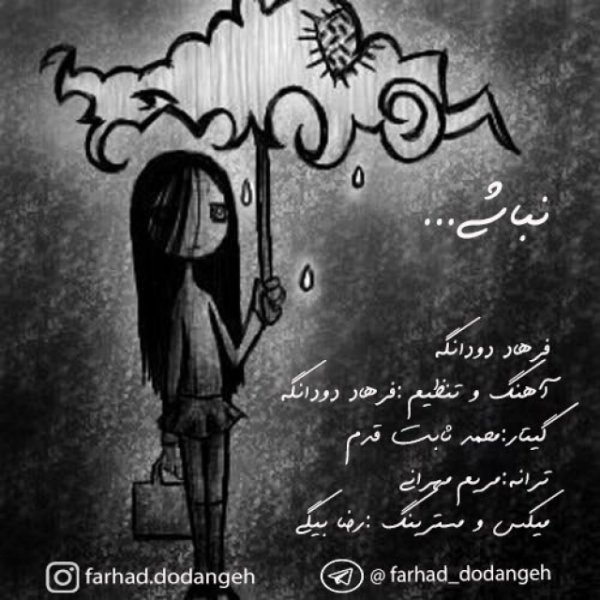 نباشی...
فرهاد دودانگه
آهنگ و تنظیم :فرهاد دودانگه
گیتار:محمد ثابت قدم
ترانه:مریم مهرانی
میکس و مسترینگ :رضا بیگی
farhad.dodangeh
@ farhad_dodangeh